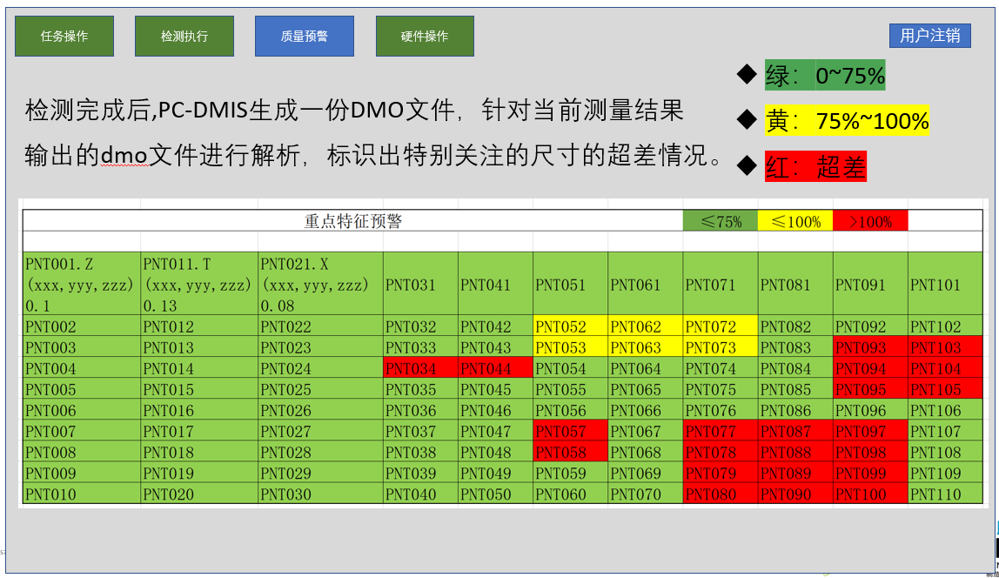 任务操作 检测执行 质量预警 硬件操作 用户注销
◆ 绿：0~75%
检测完成后,PC-DMIS生成一份DMO文件，针对当前测量结果
◆ 黄：75%~100%
输出的dmo文件进行解析，标识出特别关注的尺寸的超差情况。
◆ 红：超差
重点特征预警 ≤75% ≤100% >100%
PNT001.Z PNT011.T PNT021.X
(xxx,yyy,zzz) (xxx,yyy,zzz) (xxx,yyy,zzz) PNT031 PNT041 PNT051 PNT061 PNT071 PNT081 PNT091 PNT101
0.1 0.13 0.08
PNT002 PNT012 PNT022 PNT032 PNT042 PNT052 PNT062 PNT072 PNT082 PNT092 PNT102
PNT003 PNT013 PNT023 PNT033 PNT043 PNT053 PNT063 PNT073 PNT083 PNT093 PNT103
PNT004 PNT014 PNT024 PNT034 PNT044 PNT054 PNT064 PNT074 PNT084 PNT094 PNT104
PNT005 PNT015 PNT025 PNT035 PNT045 PNT055 PNT065 PNT075 PNT085 PNT095 PNT105
PNT006 PNT016 PNT026 PNT036 PNT046 PNT056 PNT066 PNT076 PNT086 PNT096 PNT106
PNT007 PNT017 PNT027 PNT037 PNT047 PNT057 PNT067 PNT077 PNT087 PNT097 PNT107
PNT008 PNT018 PNT028 PNT038 PNT048 PNT058 PNT068 PNT078 PNT088 PNT098 PNT108
PNT009 PNT019 PNT029 PNT039 PNT049 PNT059 PNT069 PNT079 PNT089 PNT099 PNT109
PNT010 PNT020 PNT030 PNT040 PNT050 PNT060 PNT070 PNT080 PNT090 PNT100 PNT110